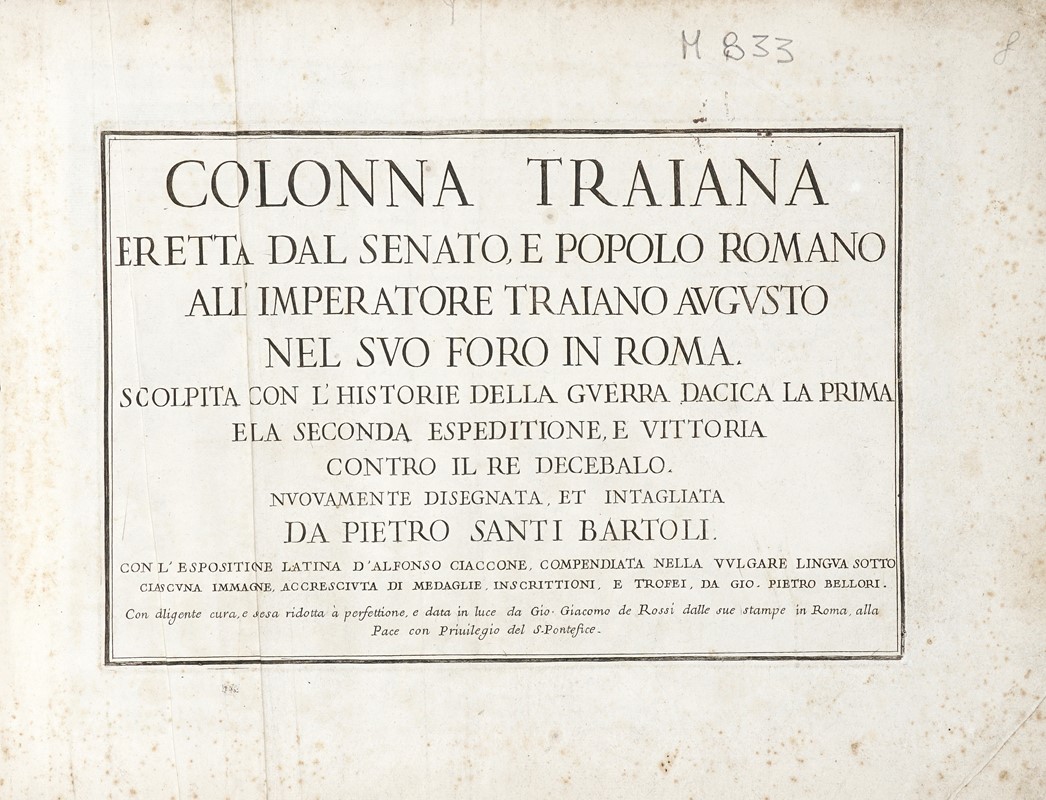 M 833
8
COLONNA TRAIANA
ERETTA DAL SENATO, E POPOLO ROMANO
ALL' IMPERATORE TRAIANO AVGVSTO
NEL SVO FORO IN ROMA.
SCOLPITA CON L'HISTORIE DELLA GVERRA DACICA LA PRIMA
E LA SECONDA ESPEDITIONE, E VITTORIA
CONTRO IL RE DECEBALO.
NVOVAMENTE DISEGNATA, ET INTAGLIATA
DA PIETRO SANTI BARTOLI.
CON L'ESPOSITINE LATINA D'ALFONSO CIACCONE, COMPENDIATA NELLA VVLGARE LINGVA SOTTO
CIASCVNA IMMAGNE, ACCRESCIVTA DI MEDAGLIE, INSCRITTIONI, E TROFEI, DA GIO. PIETRO BELLORI.
Con diligente cura, e sesa ridotta à perfettione, e data in luce da Gio. Giacomo de Rossi dalle sue stampe in Roma, alla
Pace con Priuilegio del S. Pontefice.